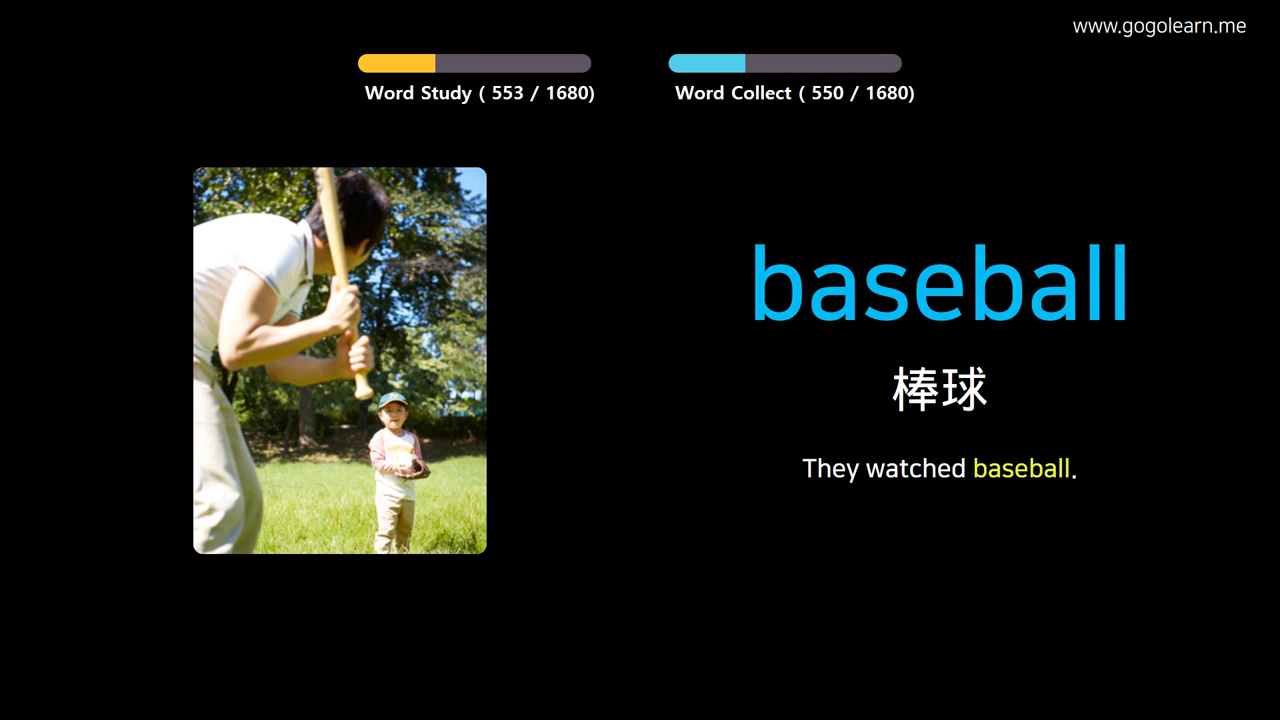 www.gogolearn.me
Word Study ( 553 / 1680)
Word Collect ( 550 / 1680)
baseball
棒球
They watched baseball.